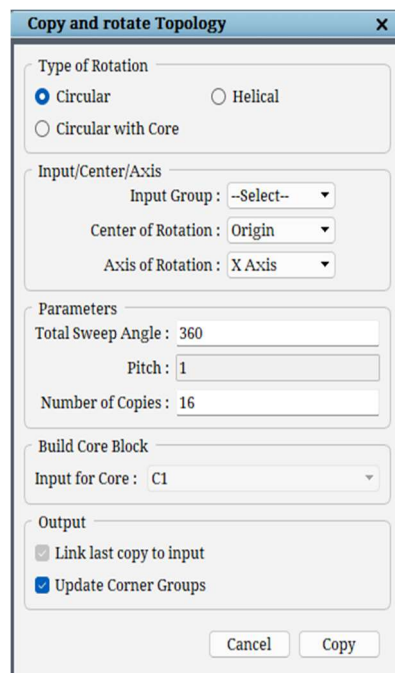 Copy and rotate Topology
Type of Rotation
Circular
Helical
Circular with Core
Input/Center/Axis
Input Group : --Select--
Center of Rotation : Origin
Axis of Rotation : X Axis
Parameters
Total Sweep Angle : 360
Pitch : 1
Number of Copies : 16
Build Core Block
Input for Core : C1
Output
Link last copy to input
Update Corner Groups
Cancel Copy